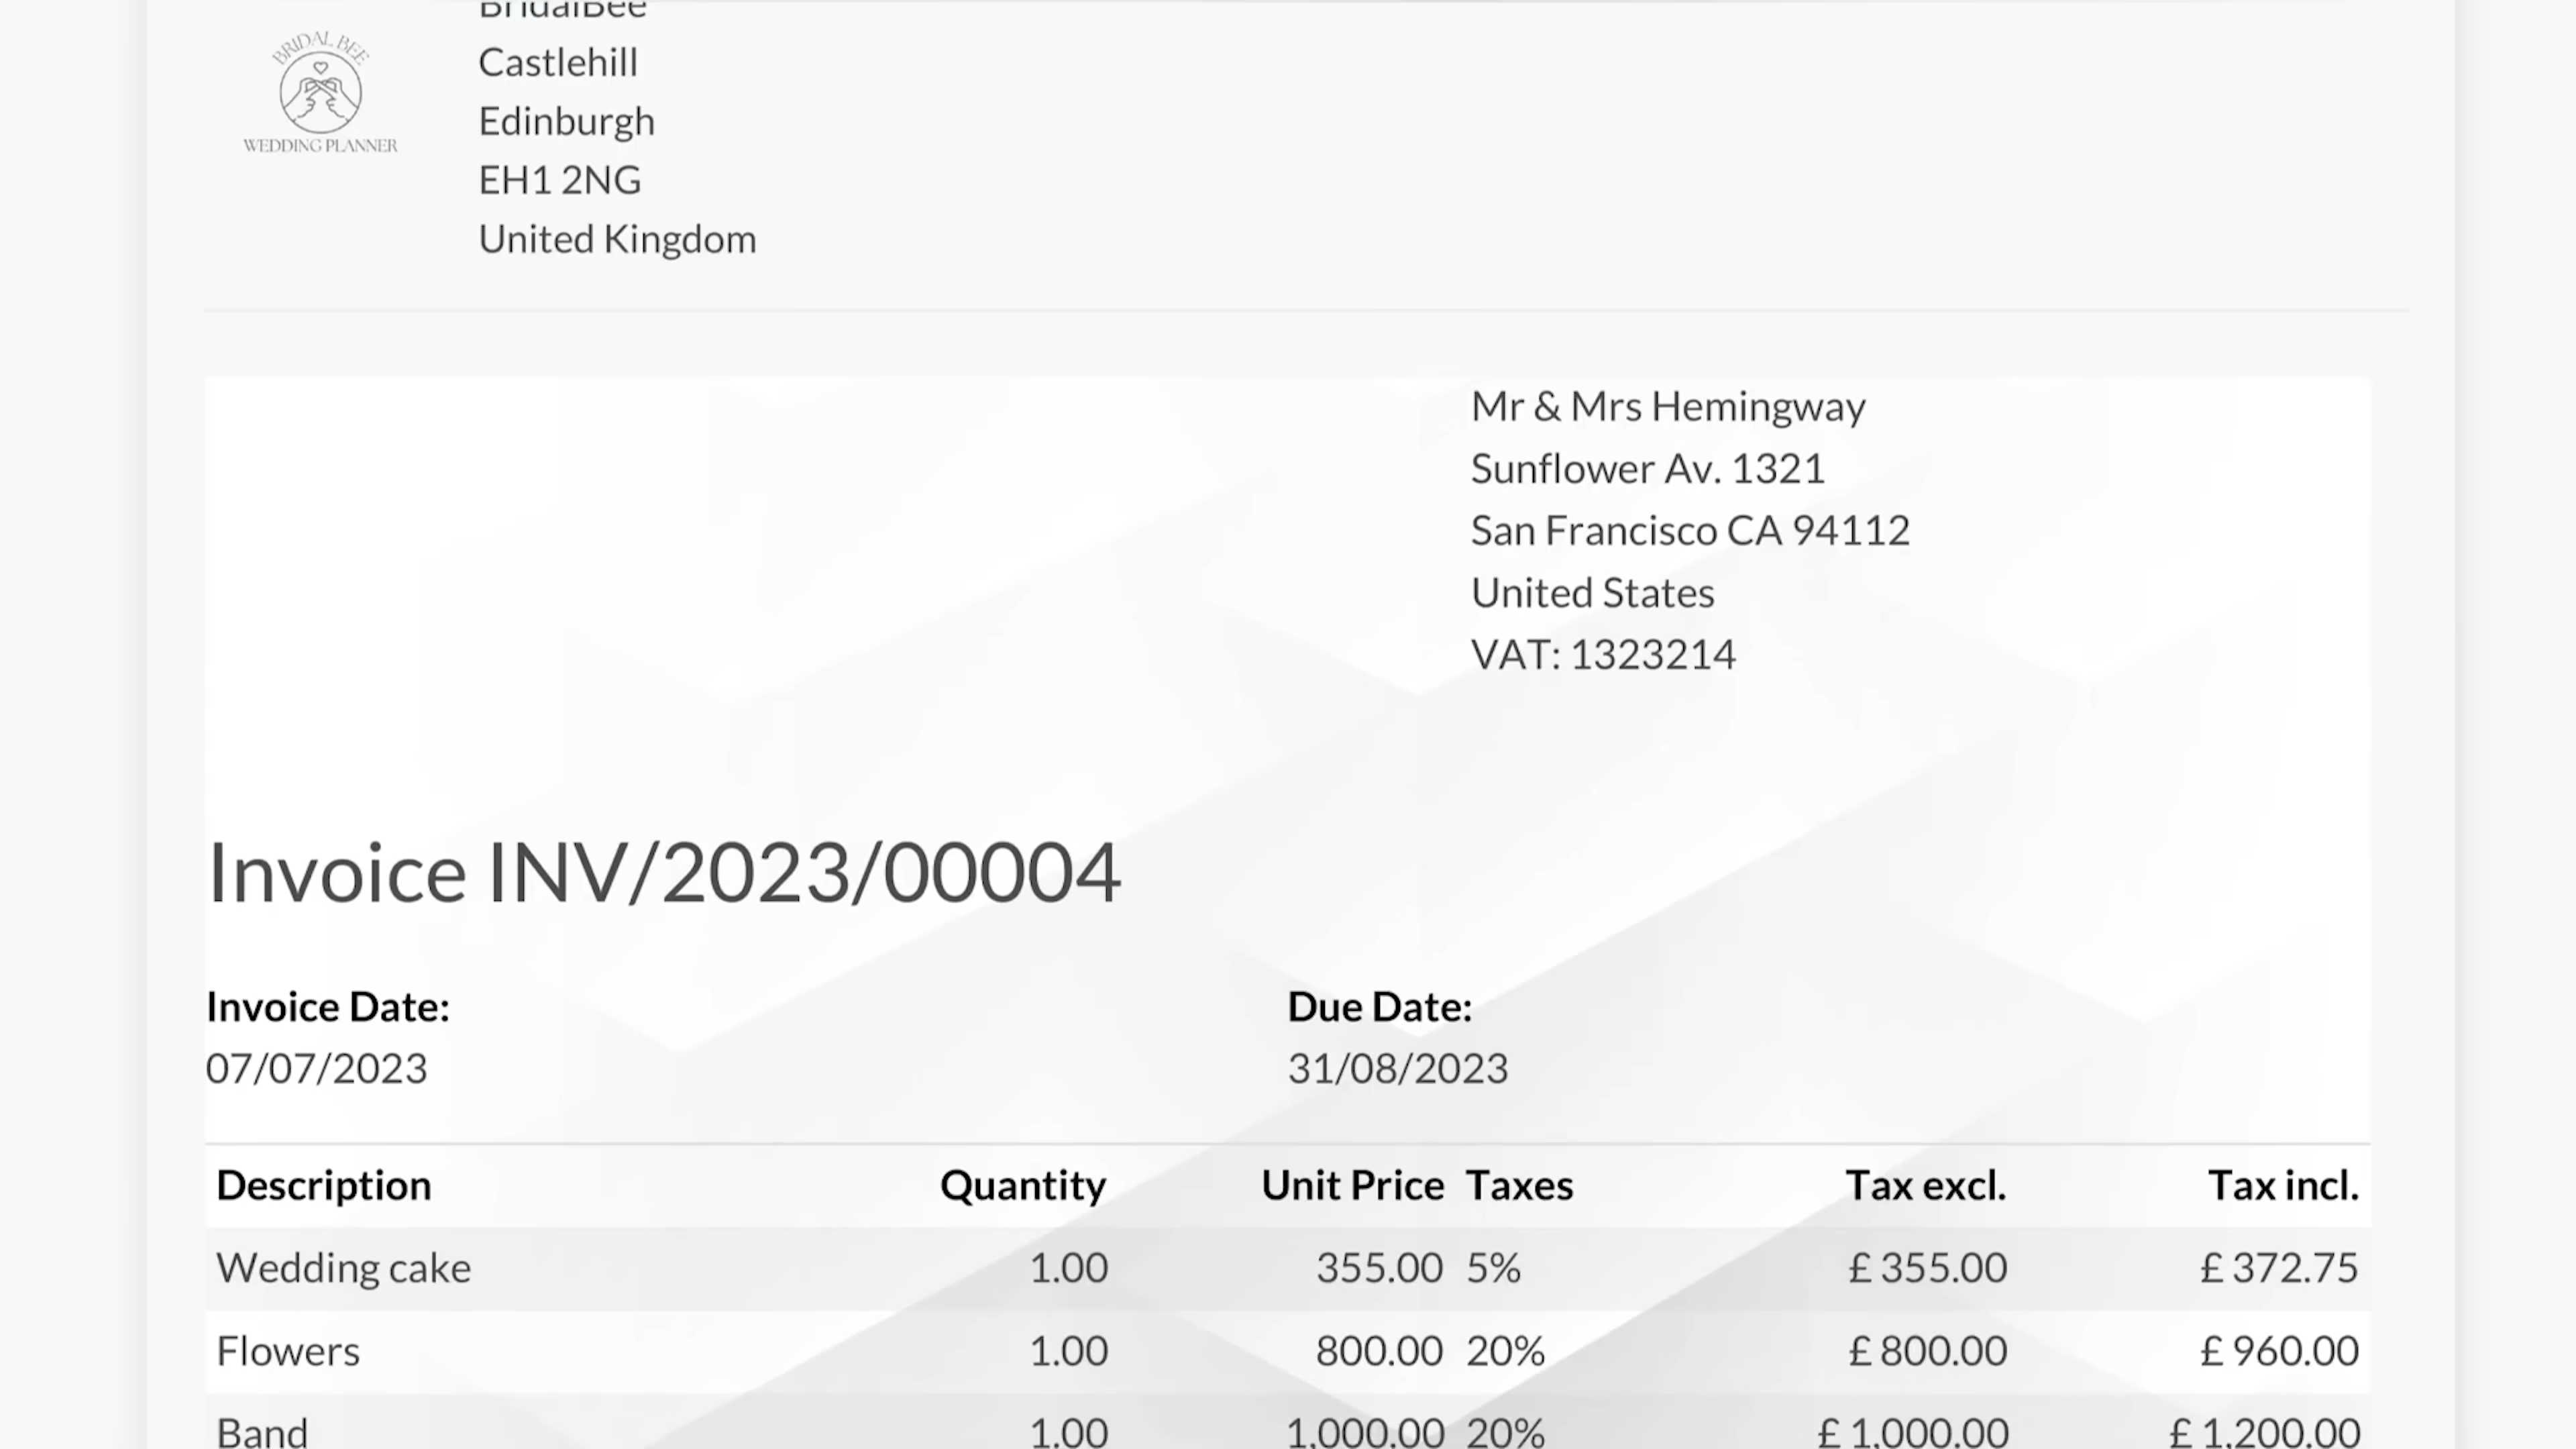 BridalBee
BRIDAL BEE
WEDDING PLANNER
Castlehill
Edinburgh
EH1 2NG
United Kingdom
Mr & Mrs Hemingway
Sunflower Av. 1321
San Francisco CA 94112
United States
VAT: 1323214
Invoice INV/2023/00004
Invoice Date: Due Date:
07/07/2023 31/08/2023
Description Quantity Unit Price Taxes Tax excl. Tax incl.
Wedding cake 1.00 355.00 5% £ 355.00 £ 372.75
Flowers 1.00 800.00 20% £ 800.00 £ 960.00
Band 1.00 1,000.00 20% £ 1,000.00 £ 1,200.00